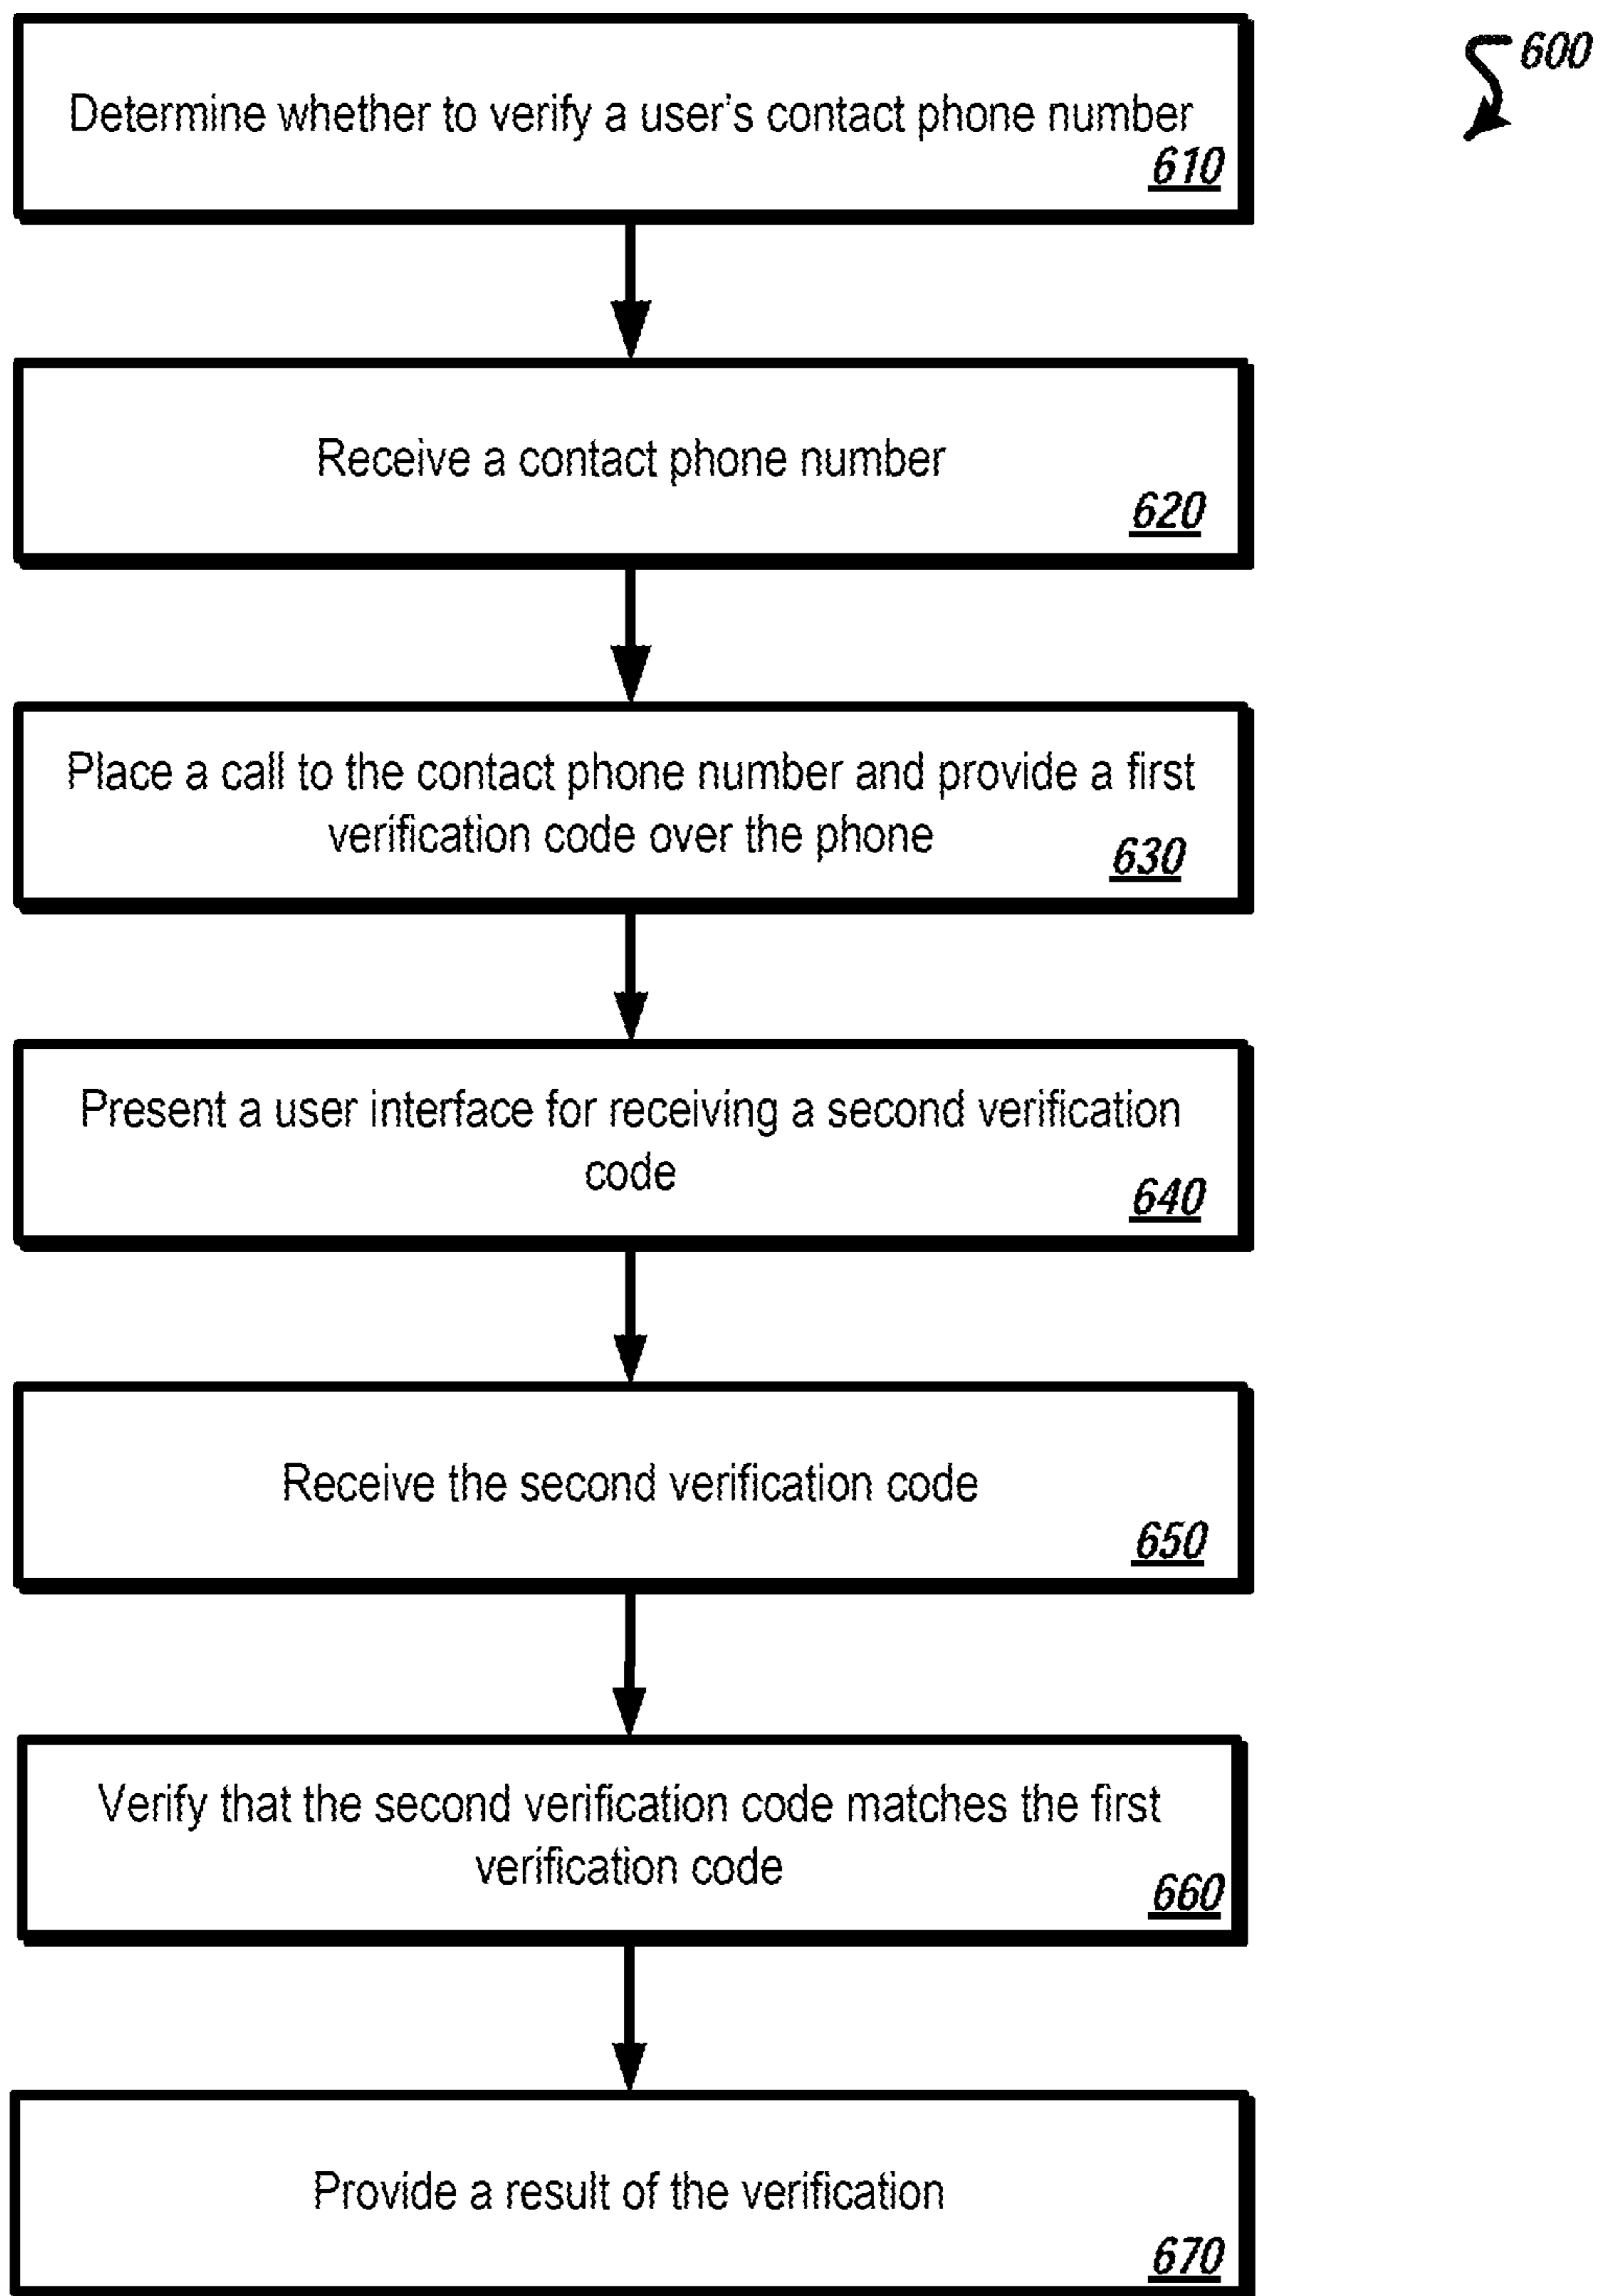 600
Determine whether to verify a user's contact phone number
610
Receive a contact phone number
620
Place a call to the contact phone number and provide a first
verification code over the phone
630
Present a user interface for receiving a second verification
code
640
Receive the second verification code
650
Verify that the second verification code matches the first
verification code
660
Provide a result of the verification
670